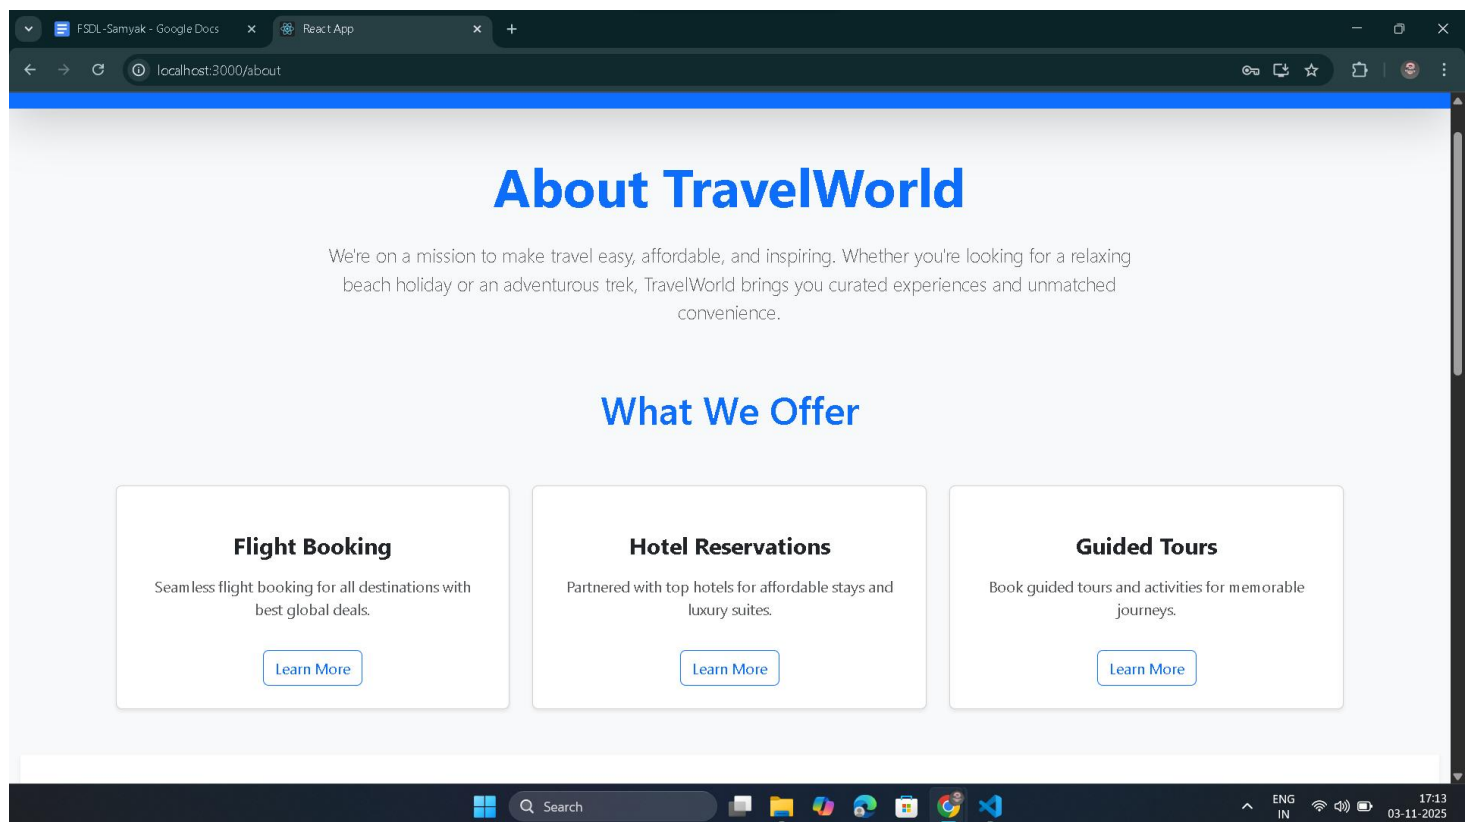 FSDL-Samyak - Google Docs
React App
localhost:3000/about
About TravelWorld
We're on a mission to make travel easy, affordable, and inspiring. Whether you're looking for a relaxing
beach holiday or an adventurous trek, TravelWorld brings you curated experiences and unmatched
convenience.
What We Offer
Flight Booking
Seamless flight booking for all destinations with
best global deals.
Learn More
Hotel Reservations
Partnered with top hotels for affordable stays and
luxury suites.
Learn More
Guided Tours
Book guided tours and activities for memorable
journeys.
Learn More
Search
ENG
IN
17:13
03-11-2025